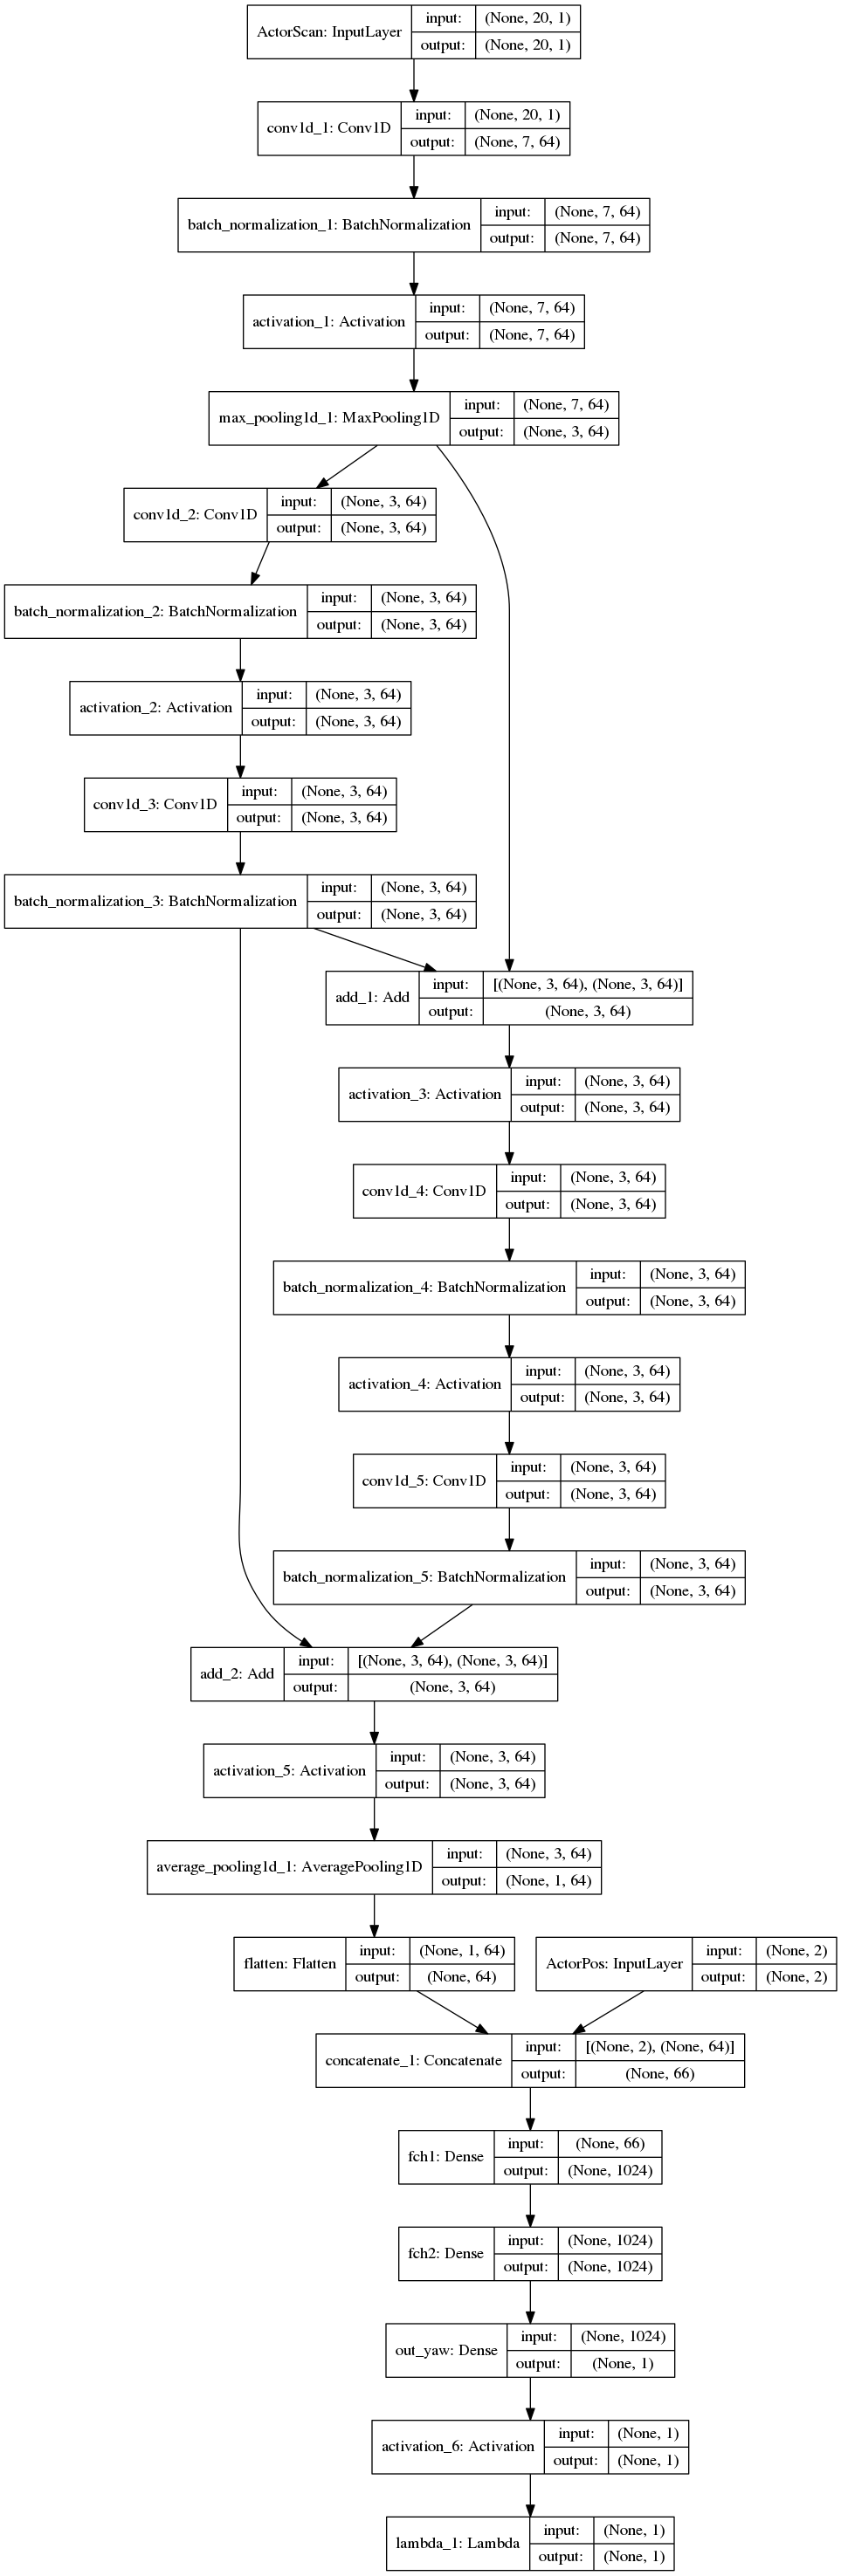 ActorScan: InputLayer
input: (None, 20, 1)
output: (None, 20, 1)
conv1d_1: Conv1D
input: (None, 20, 1)
output: (None, 7, 64)
batch_normalization_1: BatchNormalization
input: (None, 7, 64)
output: (None, 7, 64)
activation_1: Activation
input: (None, 7, 64)
output: (None, 7, 64)
max_pooling1d_1: MaxPooling1D
input: (None, 7, 64)
output: (None, 3, 64)
conv1d_2: Conv1D
input: (None, 3, 64)
output: (None, 3, 64)
batch_normalization_2: BatchNormalization
input: (None, 3, 64)
output: (None, 3, 64)
activation_2: Activation
input: (None, 3, 64)
output: (None, 3, 64)
conv1d_3: Conv1D
input: (None, 3, 64)
output: (None, 3, 64)
batch_normalization_3: BatchNormalization
input: (None, 3, 64)
output: (None, 3, 64)
add_1: Add
input: [(None, 3, 64), (None, 3, 64)]
output: (None, 3, 64)
activation_3: Activation
input: (None, 3, 64)
output: (None, 3, 64)
conv1d_4: Conv1D
input: (None, 3, 64)
output: (None, 3, 64)
batch_normalization_4: BatchNormalization
input: (None, 3, 64)
output: (None, 3, 64)
activation_4: Activation
input: (None, 3, 64)
output: (None, 3, 64)
conv1d_5: Conv1D
input: (None, 3, 64)
output: (None, 3, 64)
batch_normalization_5: BatchNormalization
input: (None, 3, 64)
output: (None, 3, 64)
add_2: Add
input: [(None, 3, 64), (None, 3, 64)]
output: (None, 3, 64)
activation_5: Activation
input: (None, 3, 64)
output: (None, 3, 64)
average_pooling1d_1: AveragePooling1D
input: (None, 3, 64)
output: (None, 1, 64)
flatten: Flatten
input: (None, 1, 64)
output: (None, 64)
ActorPos: InputLayer
input: (None, 2)
output: (None, 2)
concatenate_1: Concatenate
input: [(None, 2), (None, 64)]
output: (None, 66)
fch1: Dense
input: (None, 66)
output: (None, 1024)
fch2: Dense
input: (None, 1024)
output: (None, 1024)
out_yaw: Dense
input: (None, 1024)
output: (None, 1)
activation_6: Activation
input: (None, 1)
output: (None, 1)
lambda_1: Lambda
input: (None, 1)
output: (None, 1)